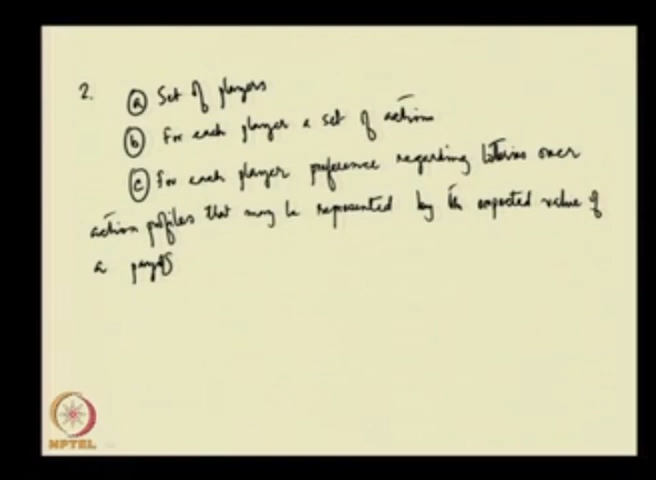 2. (a) Set of players
(b) For each player a set of actions
(c) For each player preference regarding lotteries over
action profiles that may be represented by the expected value of
a payoff
NPTEL